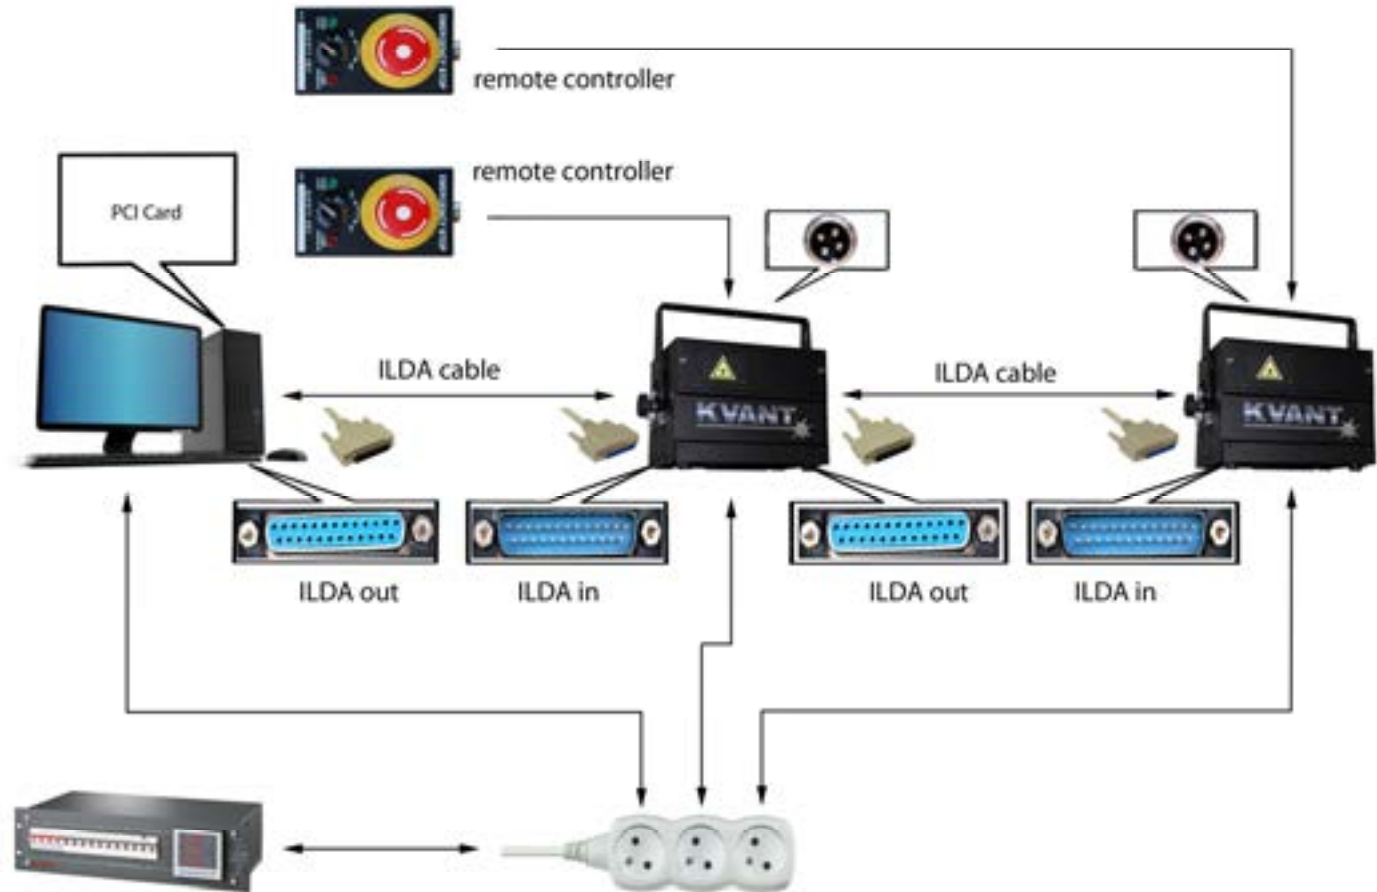 remote controller
remote controller
PCI Card
ILDA cable
ILDA cable
KVANT
KVANT
ILDA out
ILDA in
ILDA out
ILDA in